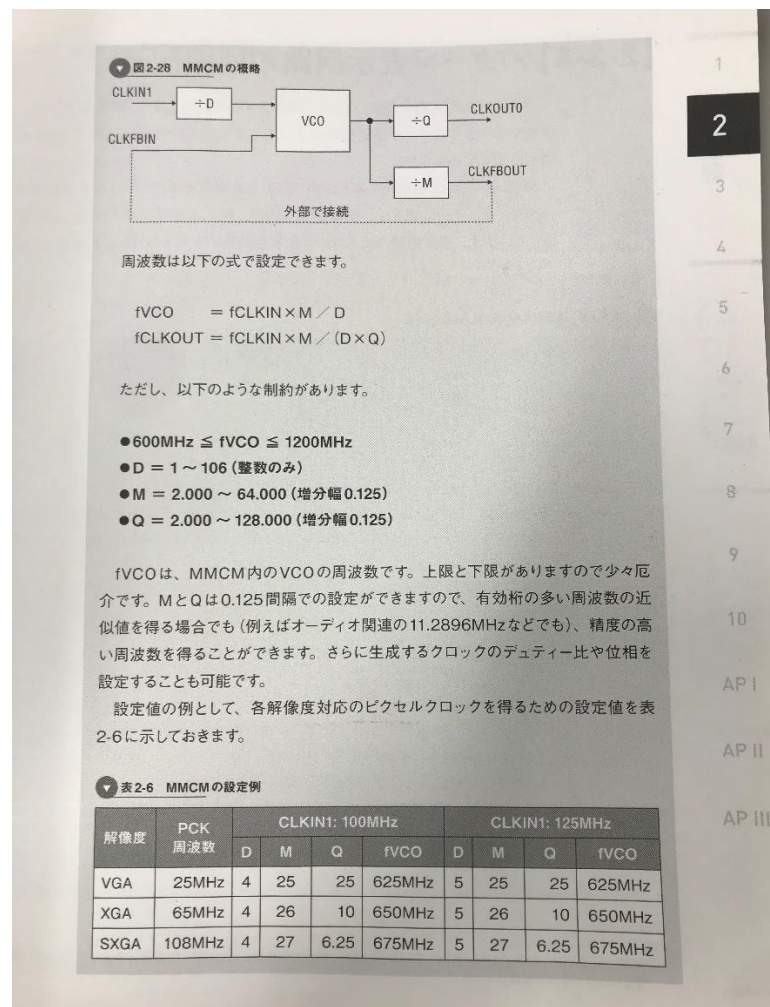 図2-28 MMCMの概略
CLKIN1
÷D
VCO
÷Q
CLKOUT0
CLKFBIN
÷M
CLKFBOUT
外部で接続
周波数は以下の式で設定できます。
fVCO = fCLKIN×M／D
fCLKOUT = fCLKIN×M／(D×Q)
ただし、以下のような制約があります。
●600MHz ≦ fVCO ≦ 1200MHz
●D = 1～106（整数のみ）
●M = 2.000 ～ 64.000（増分幅0.125）
●Q = 2.000 ～ 128.000（増分幅0.125）
fVCOは、MMCM内のVCOの周波数です。上限と下限がありますので少々厄
介です。MとQは0.125間隔での設定ができますので、有効桁の多い周波数の近
似値を得る場合でも（例えばオーディオ関連の11.2896MHzなどでも）、精度の高
い周波数を得ることができます。さらに生成するクロックのデューティー比や位相を
設定することも可能です。
設定値の例として、各解像度対応のピクセルクロックを得るための設定値を表
2-6に示しておきます。
表2-6 MMCMの設定例
解像度 PCK周波数 CLKIN1: 100MHz CLKIN1: 125MHz
D M Q fVCO D M Q fVCO
VGA 25MHz 4 25 25 625MHz 5 25 25 625MHz
XGA 65MHz 4 26 10 650MHz 5 26 10 650MHz
SXGA 108MHz 4 27 6.25 675MHz 5 27 6.25 675MHz
1
2
3
4
5
6
7
8
9
10
AP I
AP II
AP III